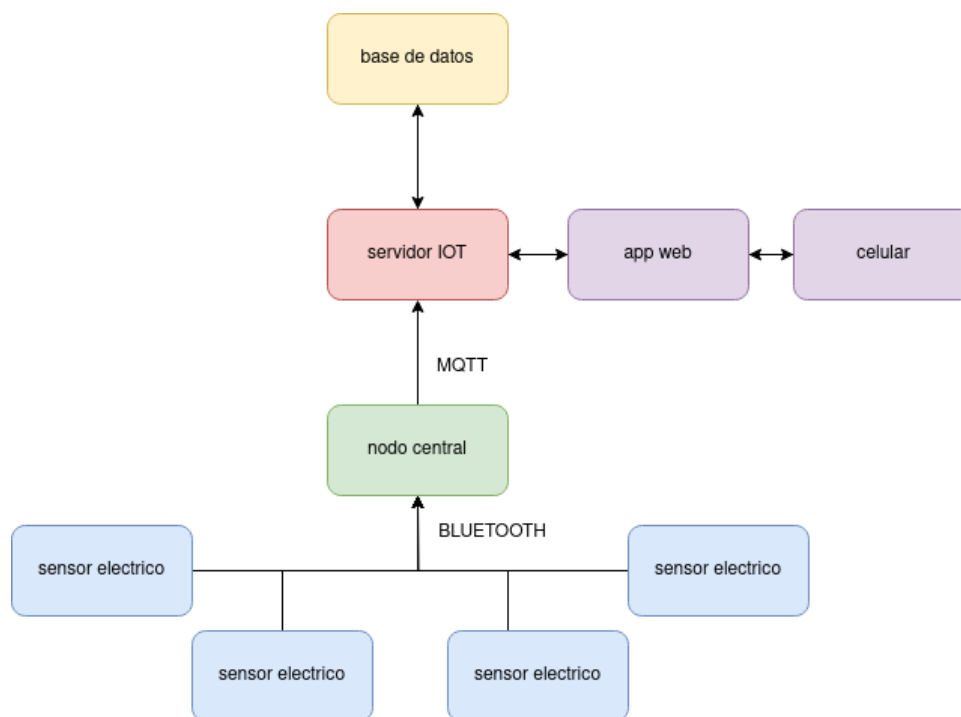 base de datos
servidor IOT
app web
celular
MQTT
nodo central
BLUETOOTH
sensor electrico
sensor electrico
sensor electrico
sensor electrico